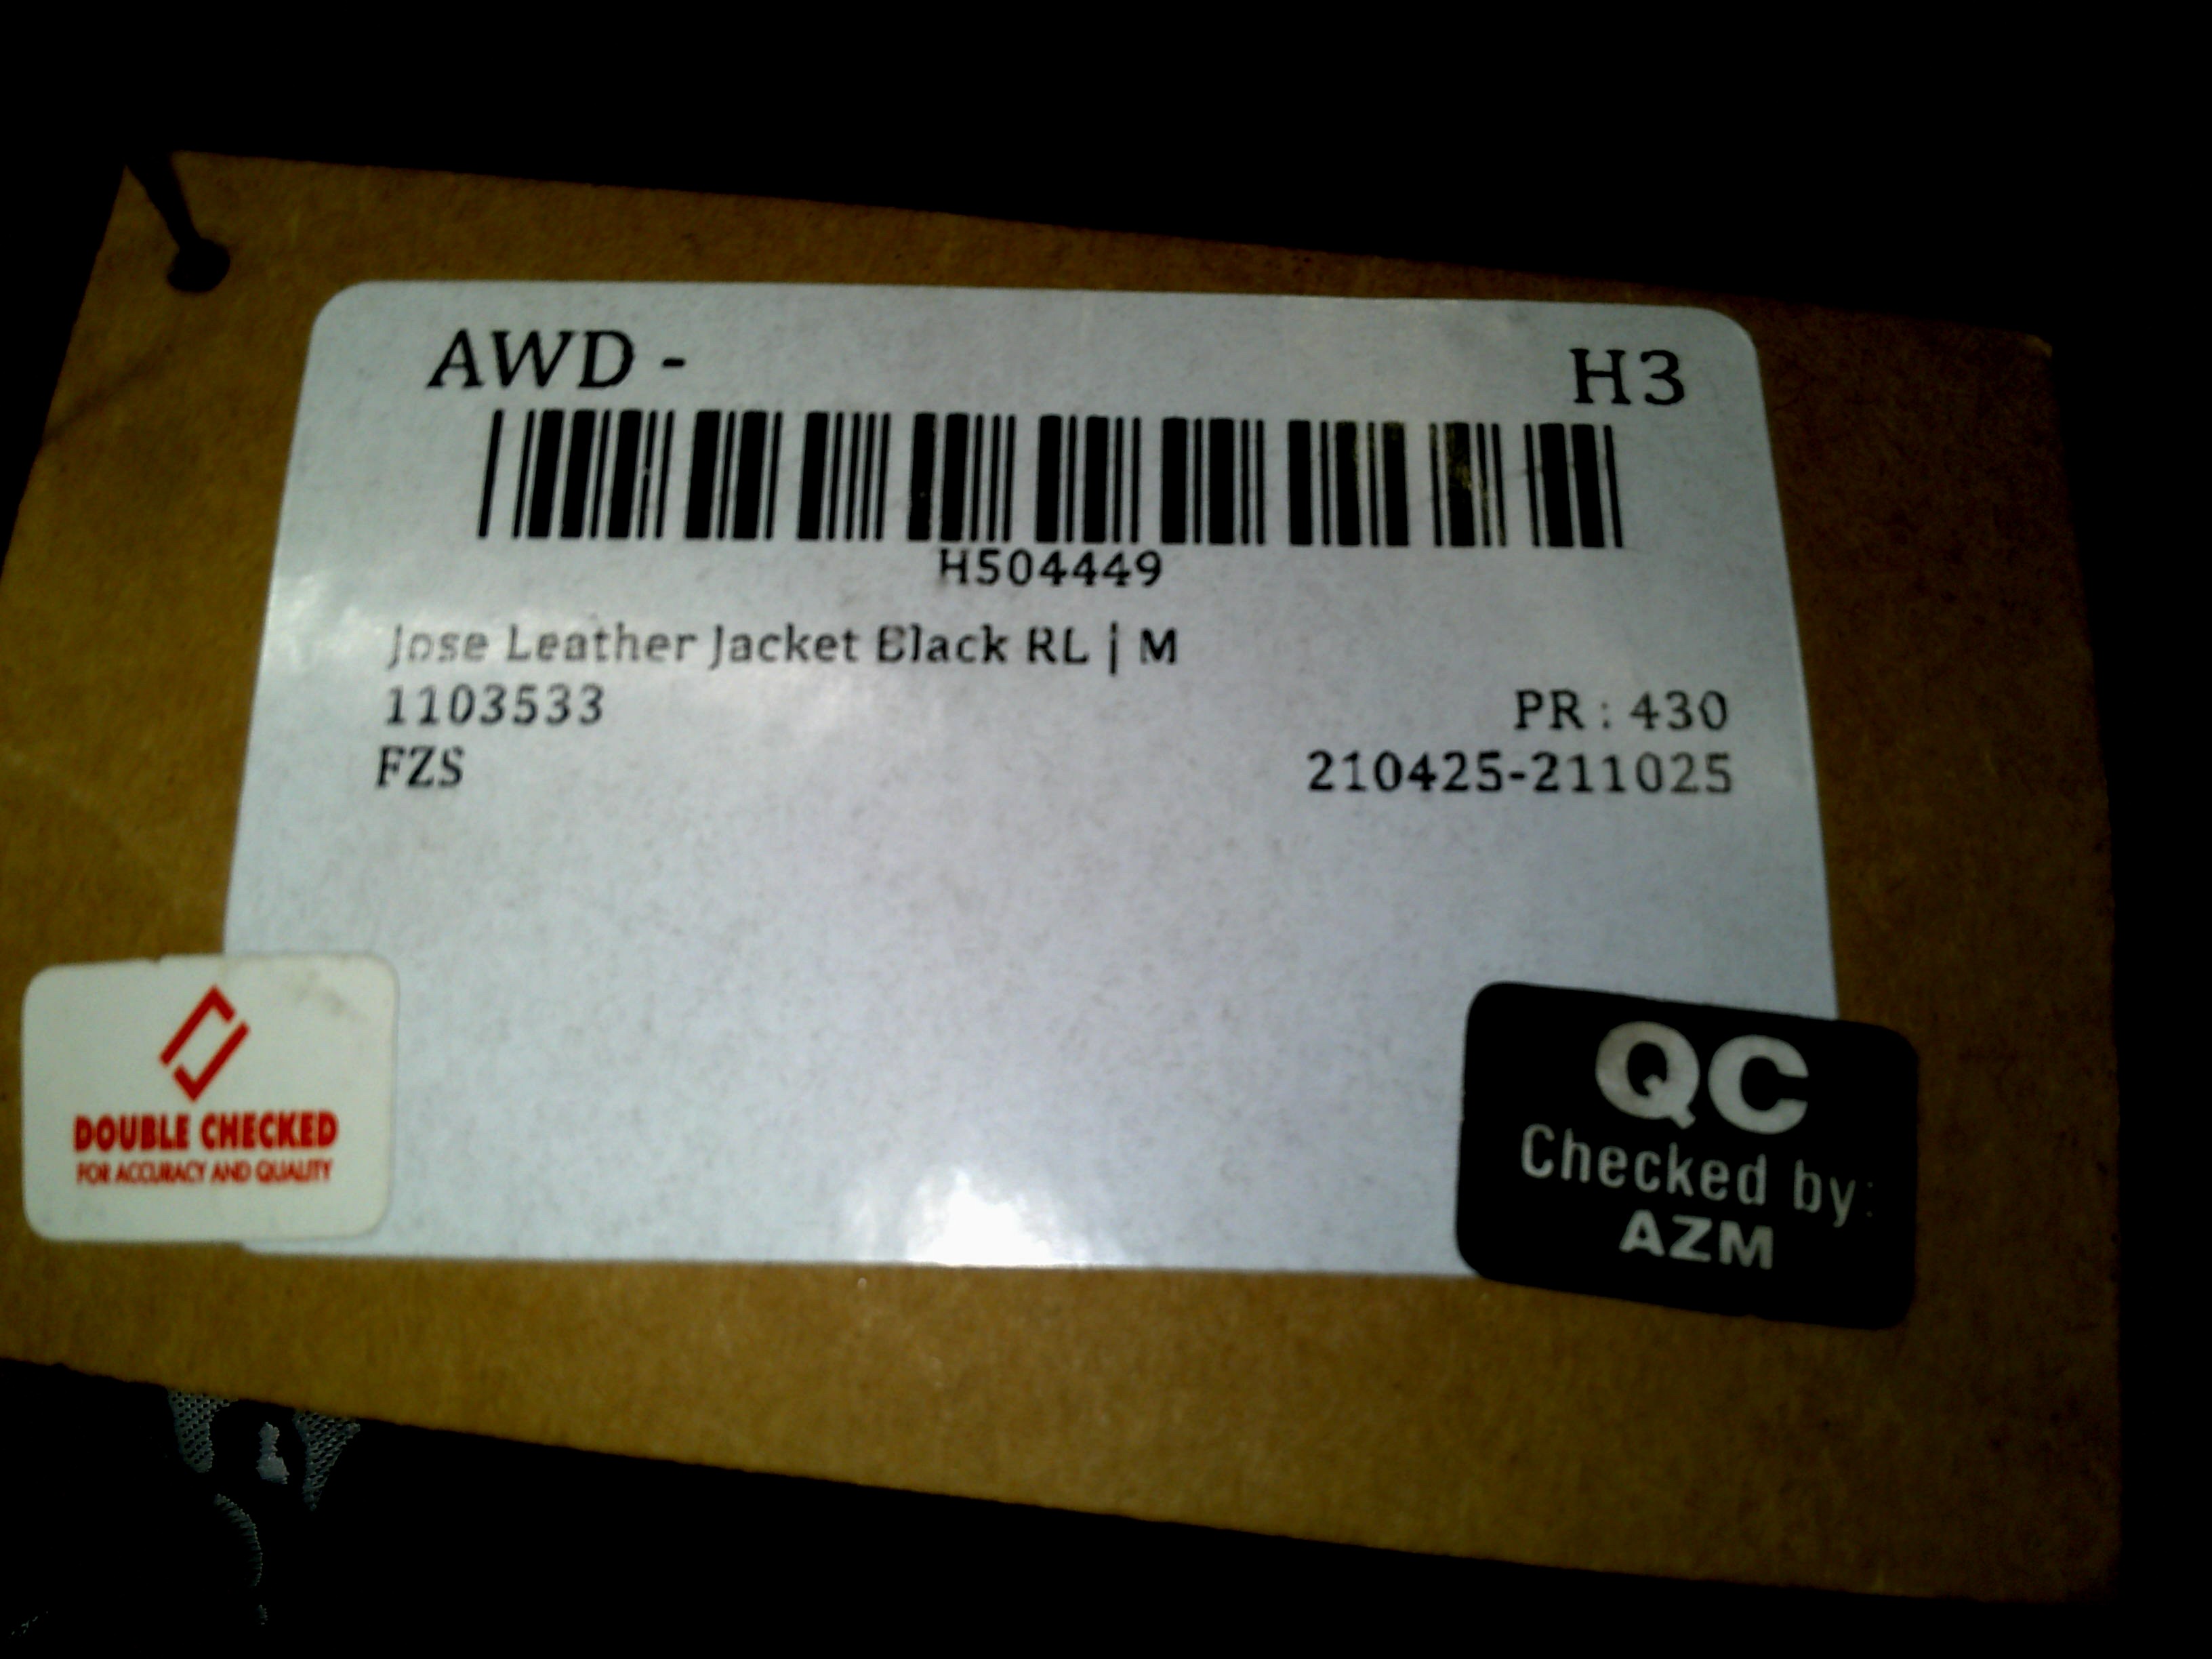 AWD - H3
H504449
Jose Leather Jacket Black RL | M
1103533 PR : 430
FZS 210425-211025
DOUBLE CHECKED
FOR ACCURACY AND QUALITY
QC
Checked by:
AZM